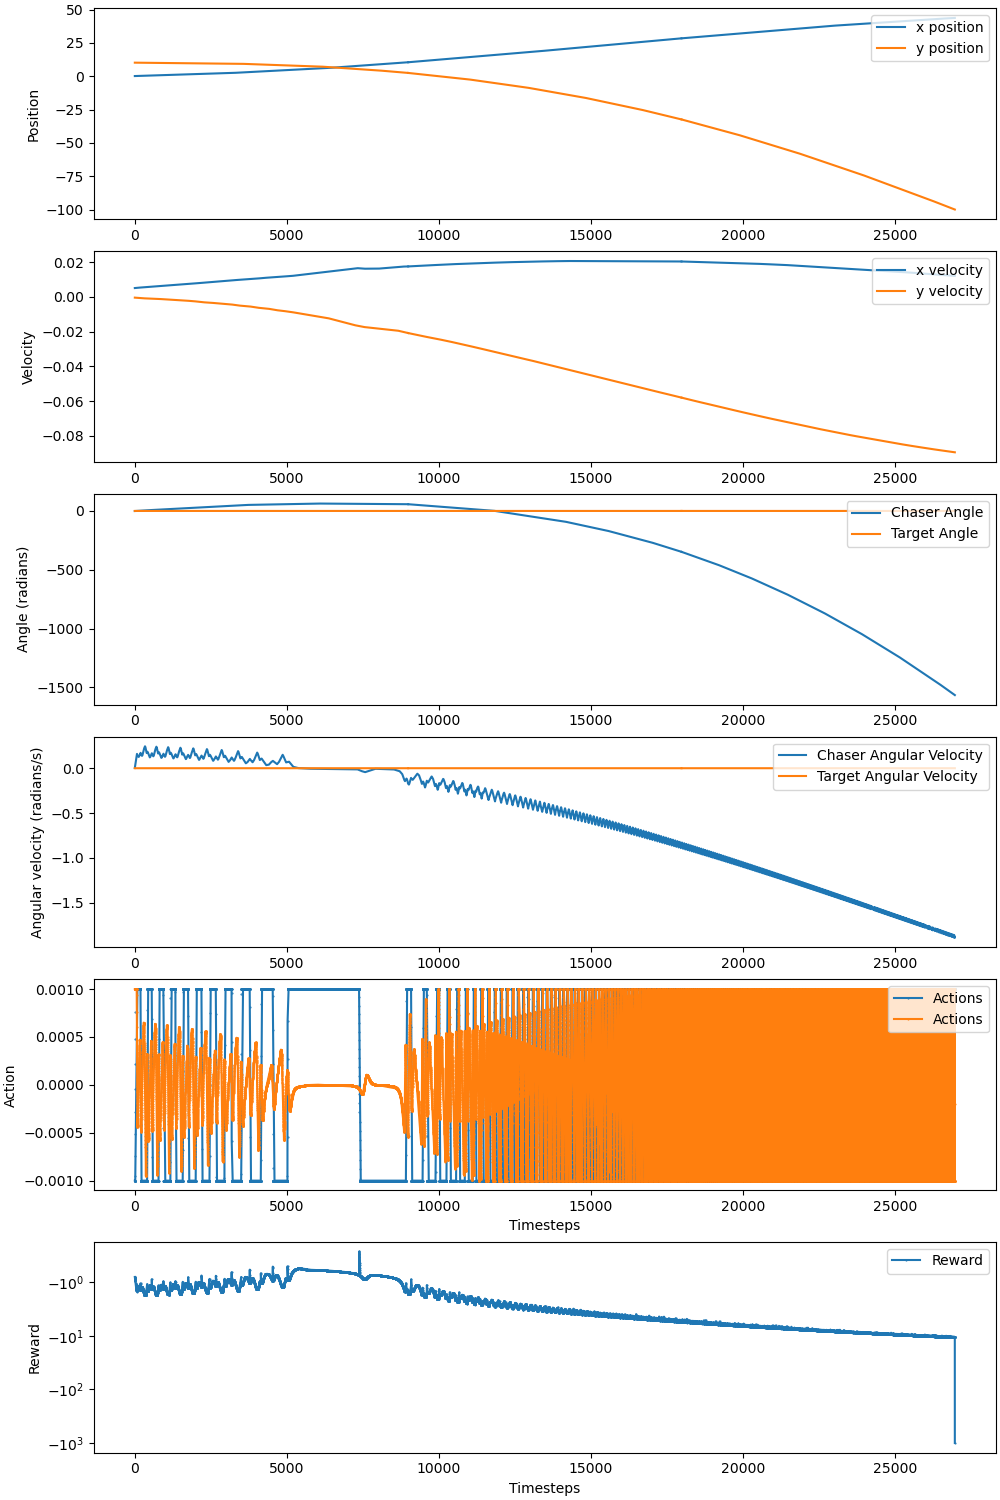 50
25
0
−25
−50
−75
−100
Position
x position
y position
0 5000 10000 15000 20000 25000
0.02
0.00
−0.02
−0.04
−0.06
−0.08
Velocity
x velocity
y velocity
0 5000 10000 15000 20000 25000
0
−500
−1000
−1500
Angle (radians)
Chaser Angle
Target Angle
0 5000 10000 15000 20000 25000
0.0
−0.5
−1.0
−1.5
Angular velocity (radians/s)
Chaser Angular Velocity
Target Angular Velocity
0 5000 10000 15000 20000 25000
0.0010
0.0005
0.0000
−0.0005
−0.0010
Action
Actions
Actions
0 5000 10000 15000 20000 25000
Timesteps
−10⁰
−10¹
−10²
−10³
Reward
Reward
0 5000 10000 15000 20000 25000
Timesteps